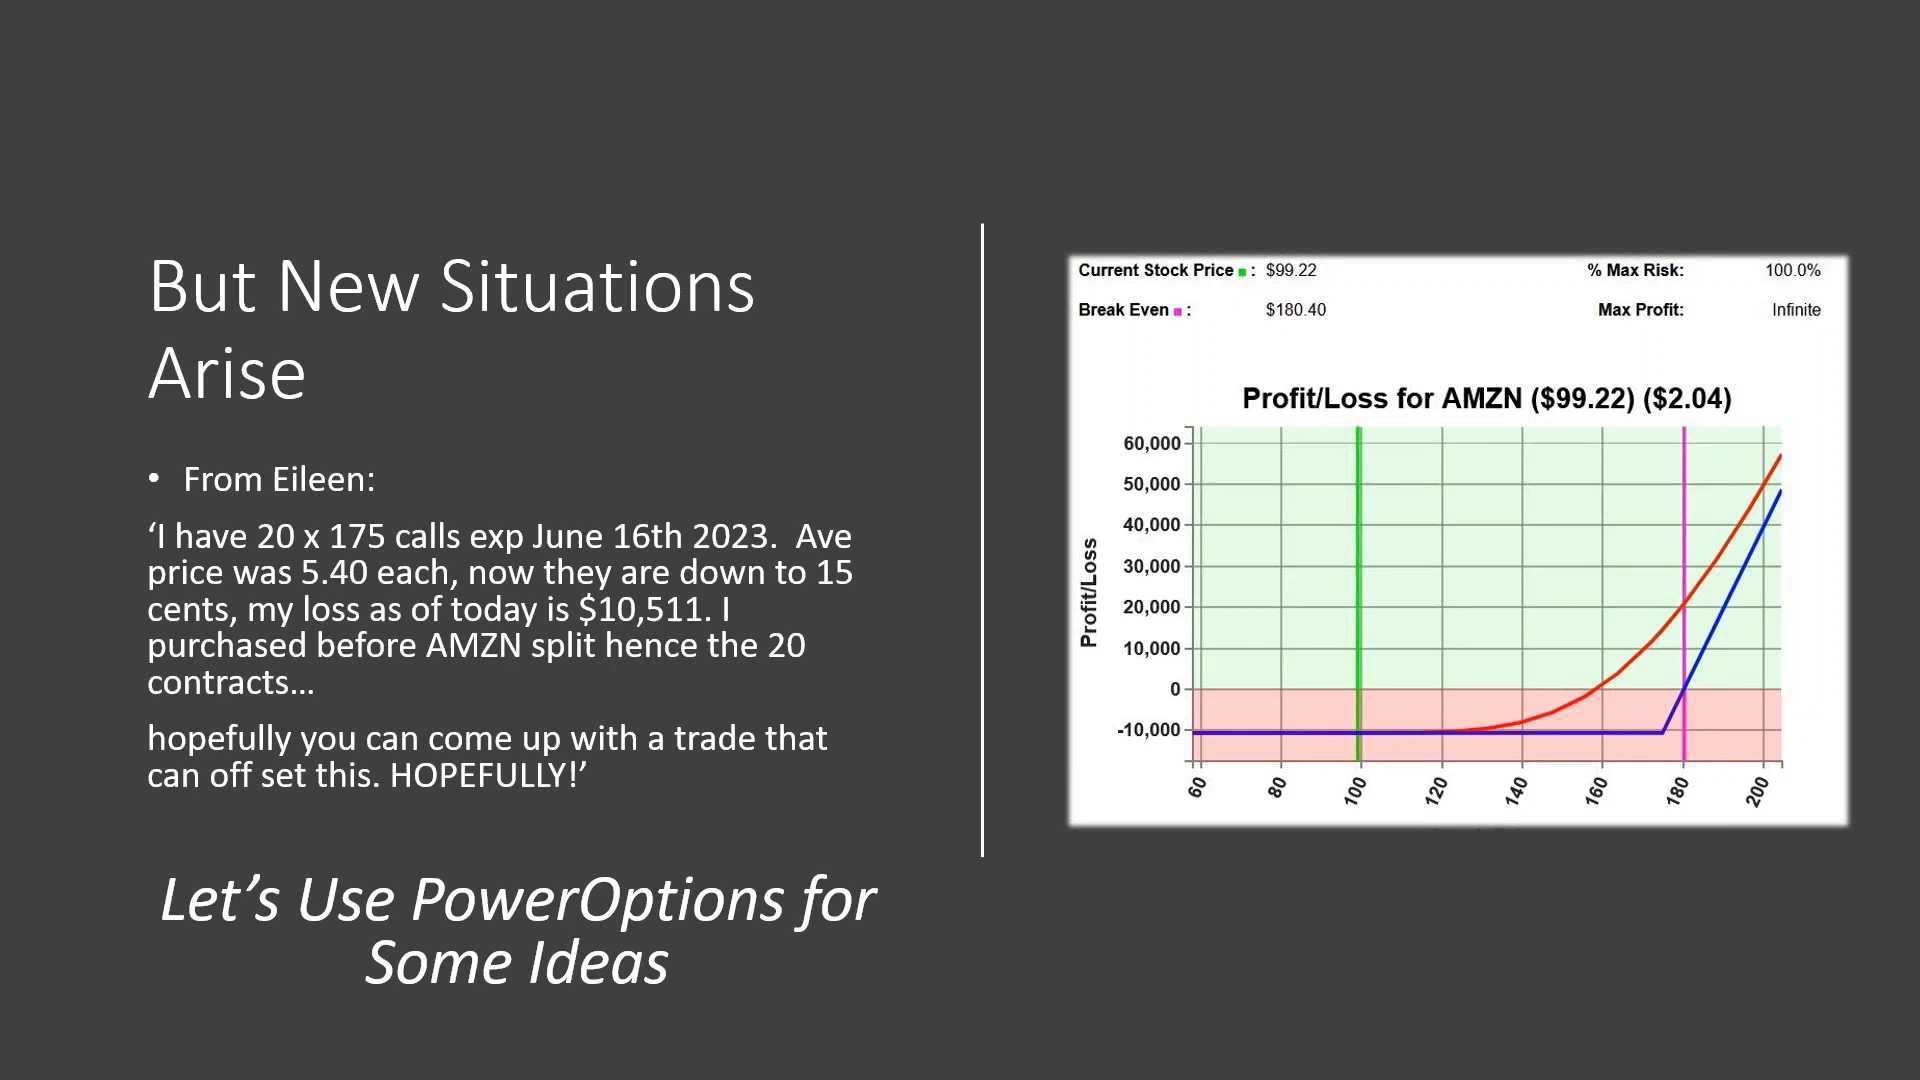 But New Situations
Arise
• From Eileen:
‘I have 20 x 175 calls exp June 16th 2023.  Ave
price was 5.40 each, now they are down to 15
cents, my loss as of today is $10,511. I
purchased before AMZN split hence the 20
contracts…
hopefully you can come up with a trade that
can off set this. HOPEFULLY!’
Let’s Use PowerOptions for
Some Ideas
Current Stock Price : $99.22 % Max Risk: 100.0%
Break Even : $180.40 Max Profit: Infinite
Profit/Loss for AMZN ($99.22) ($2.04)
Profit/Loss
60,000
50,000
40,000
30,000
20,000
10,000
0
-10,000
60 80 100 120 140 160 180 200